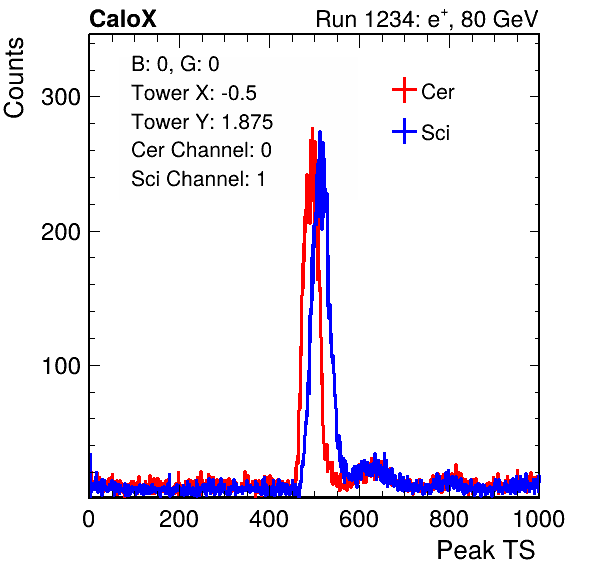 CaloX Run 1234: e⁺, 80 GeV
Counts
B: 0, G: 0
Tower X: -0.5
Tower Y: 1.875
Cer Channel: 0
Sci Channel: 1
Cer
Sci
300
200
100
0 200 400 600 800 1000
Peak TS